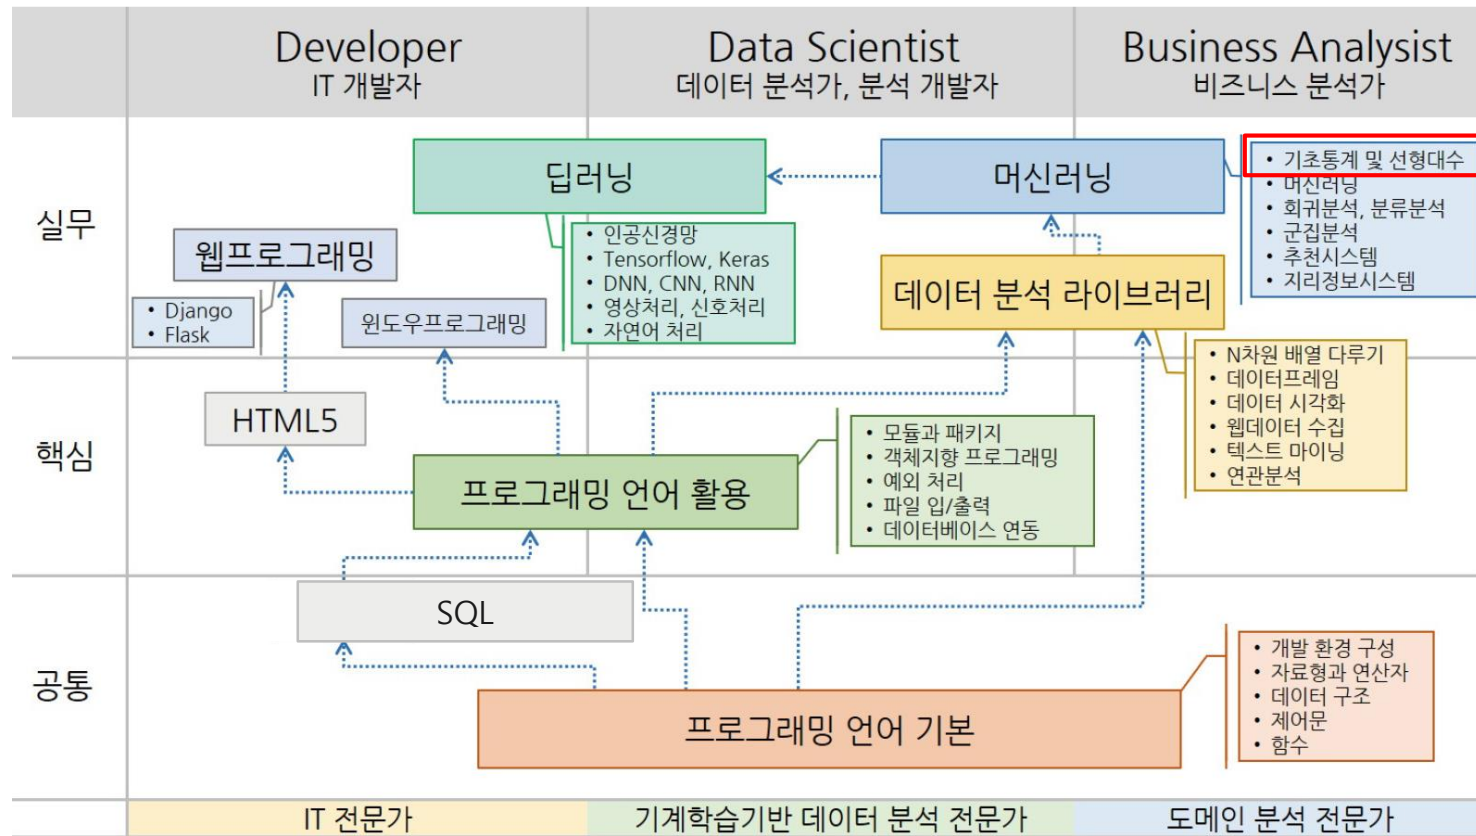 Developer
IT 개발자
Data Scientist
데이터 분석가, 분석 개발자
Business Analysist
비즈니스 분석가
실무
딥러닝
• 인공신경망
• Tensorflow, Keras
• DNN, CNN, RNN
• 영상처리, 신호처리
• 자연어 처리
머신러닝
• 기초통계 및 선형대수
• 머신러닝
• 회귀분석, 분류분석
• 군집분석
• 추천시스템
• 지리정보시스템
웹프로그래밍
• Django
• Flask
윈도우프로그래밍
데이터 분석 라이브러리
• N차원 배열 다루기
• 데이터프레임
• 데이터 시각화
• 웹데이터 수집
• 텍스트 마이닝
• 연관분석
핵심
HTML5
프로그래밍 언어 활용
• 모듈과 패키지
• 객체지향 프로그래밍
• 예외 처리
• 파일 입/출력
• 데이터베이스 연동
공통
SQL
프로그래밍 언어 기본
• 개발 환경 구성
• 자료형과 연산자
• 데이터 구조
• 제어문
• 함수
IT 전문가
기계학습기반 데이터 분석 전문가
도메인 분석 전문가